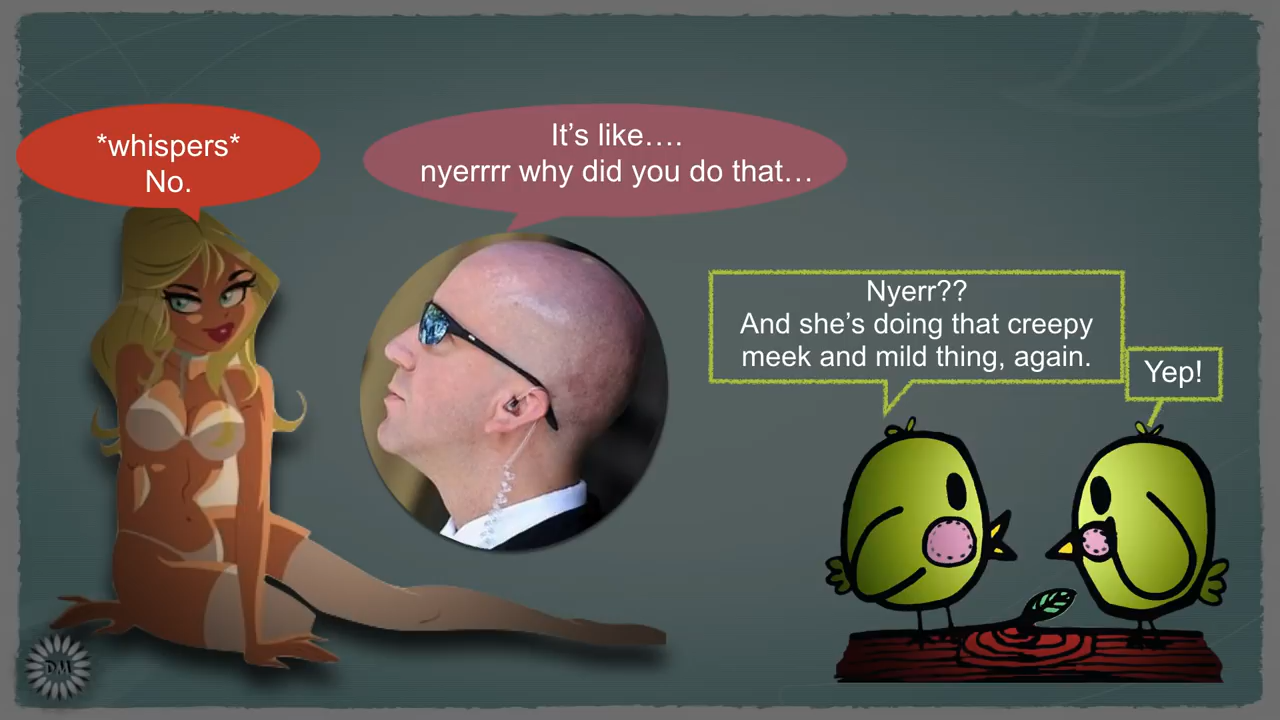 *whispers*
No.
It’s like….
nyerrrr why did you do that…
Nyerr??
And she’s doing that creepy
meek and mild thing, again.
Yep!
DM